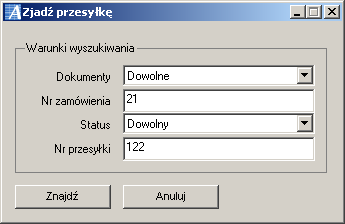 Zjadź przesyłkę
Warunki wyszukiwania
Dokumenty Dowolne
Nr zamówienia 21
Status Dowolny
Nr przesyłki 122
Znajdź Anuluj